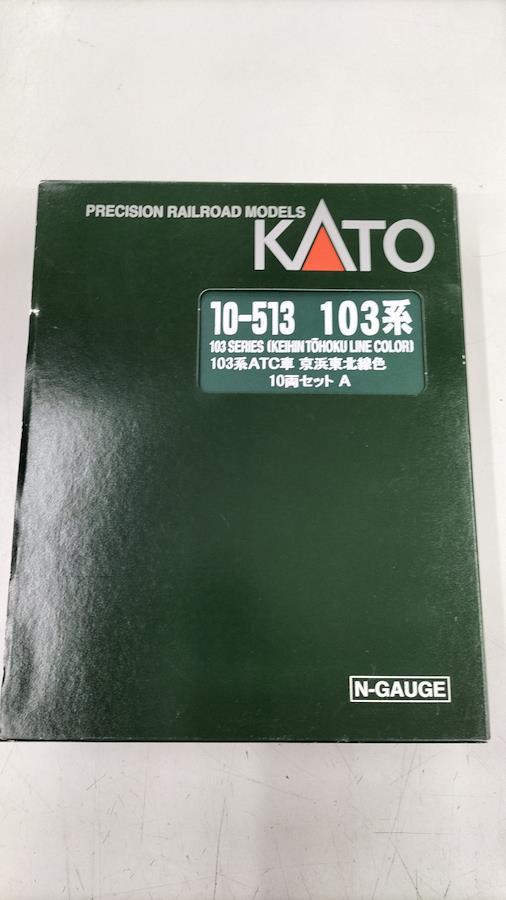 PRECISION RAILROAD MODELS
KATO
10-513 103系
103 SERIES (KEIHIN TŌHOKU LINE COLOR)
103系ATC車 京浜東北線色
10両セット A
N-GAUGE